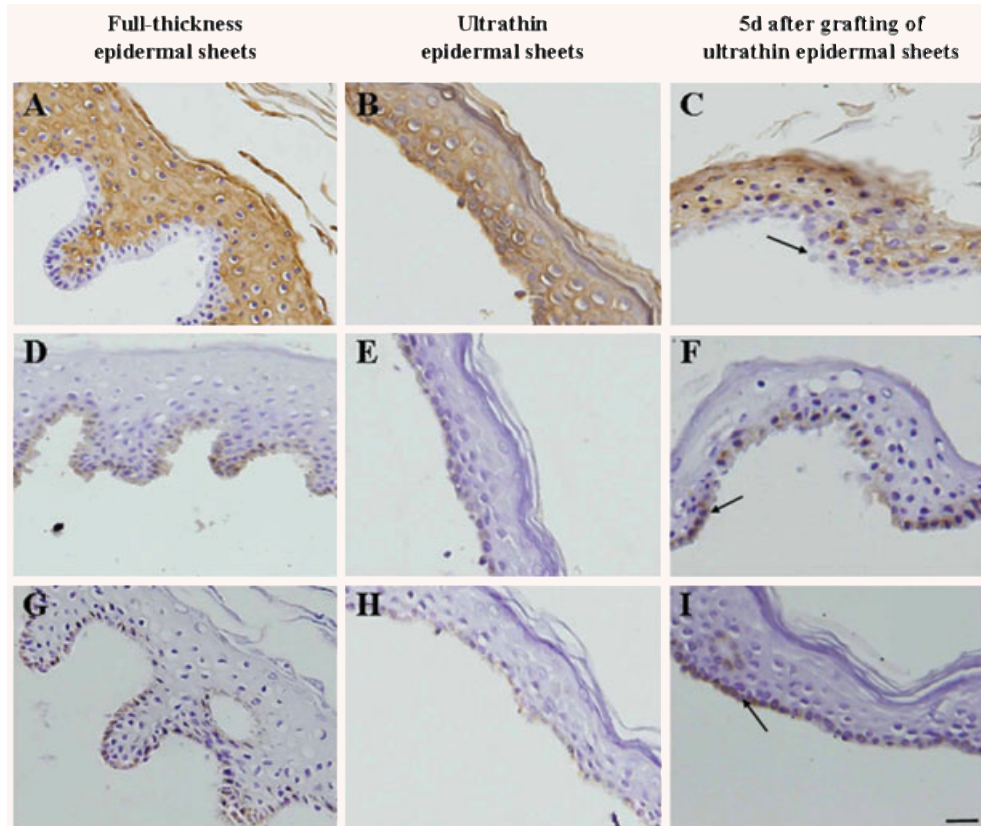 Full-thickness
epidermal sheets
Ultrathin
epidermal sheets
5d after grafting of
ultrathin epidermal sheets
A
B
C
D
E
F
G
H
I